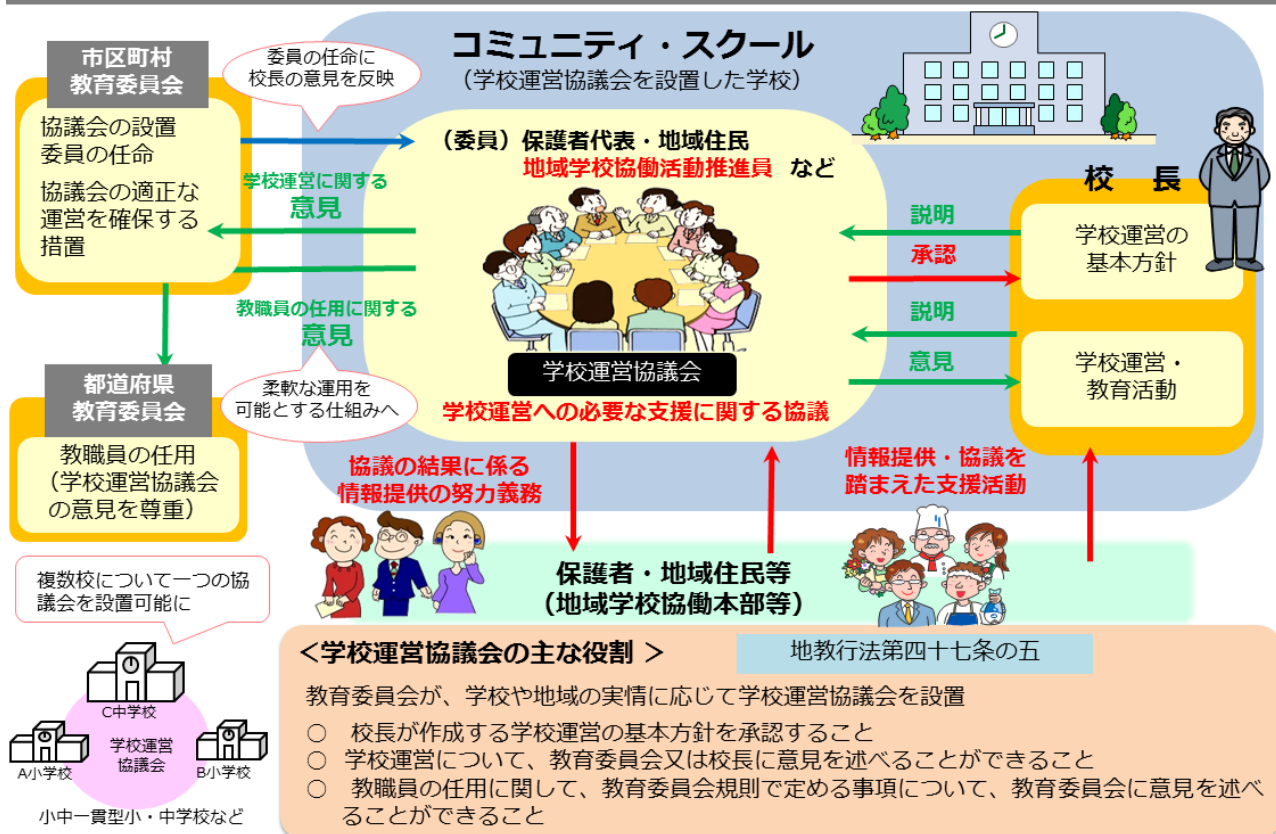 コミュニティ・スクール
（学校運営協議会を設置した学校）
市区町村
教育委員会
協議会の設置
委員の任命
協議会の適正な
運営を確保する
措置
委員の任命に
校長の意見を反映
（委員）保護者代表・地域住民
地域学校協働活動推進員 など
学校運営に関する
意見
教職員の任用に関する
意見
柔軟な運用を
可能とする仕組みへ
都道府県
教育委員会
教職員の任用
（学校運営協議会
の意見を尊重）
学校運営協議会
学校運営への必要な支援に関する協議
校 長
説明
承認
学校運営の
基本方針
説明
意見
学校運営・
教育活動
協議の結果に係る
情報提供の努力義務
情報提供・協議を
踏まえた支援活動
保護者・地域住民等
（地域学校協働本部等）
複数校について一つの協
議会を設置可能に
C中学校
学校運営
協議会
A小学校
B小学校
小中一貫型小・中学校など
＜学校運営協議会の主な役割 ＞
地教行法第四十七条の五
教育委員会が、学校や地域の実情に応じて学校運営協議会を設置
○ 校長が作成する学校運営の基本方針を承認すること
○ 学校運営について、教育委員会又は校長に意見を述べることができること
○ 教職員の任用に関して、教育委員会規則で定める事項について、教育委員会に意見を述べ
ることができること